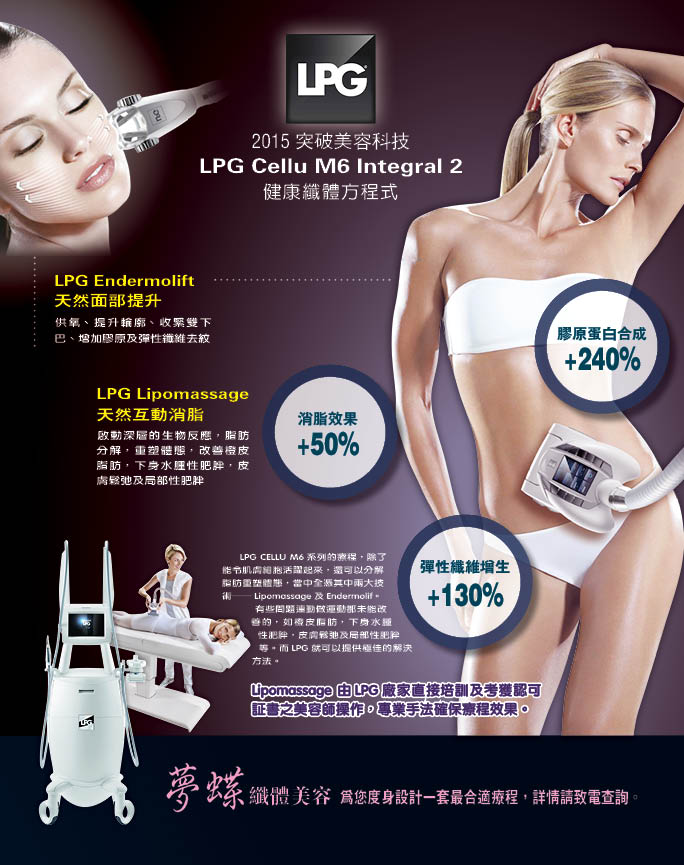 LPG
2015 突破美容科技
LPG Cellu M6 Integral 2
健康纖體方程式
LPG Endermolift
天然面部提升
供氧、提升輪廓、收緊雙下
巴、增加膠原及彈性纖維去紋
膠原蛋白合成
+240%
LPG Lipomassage
天然互動消脂
啟動深層的生物反應，脂肪
分解，重塑體態，改善橙皮
脂肪，下身水腫性肥胖，皮
膚鬆弛及局部性肥胖
消脂效果
+50%
LPG CELLU M6 系列的療程，除了
能令肌膚細胞活躍起來，還可以分解
脂肪重塑體態，當中全憑其中兩大技
術── Lipomassage 及 Endermolif。
有些問題連勤做運動都未能改
善的，如橙皮脂肪，下身水腫
性肥胖，皮膚鬆弛及局部性肥胖
等。而 LPG 就可以提供極佳的解決
方法。
彈性纖維增生
+130%
Lipomassage 由 LPG 廠家直接培訓及考獲認可
証書之美容師操作，專業手法確保療程效果。
LPG
夢蝶 纖體美容 為您度身設計一套最合適療程，詳情請致電查詢。